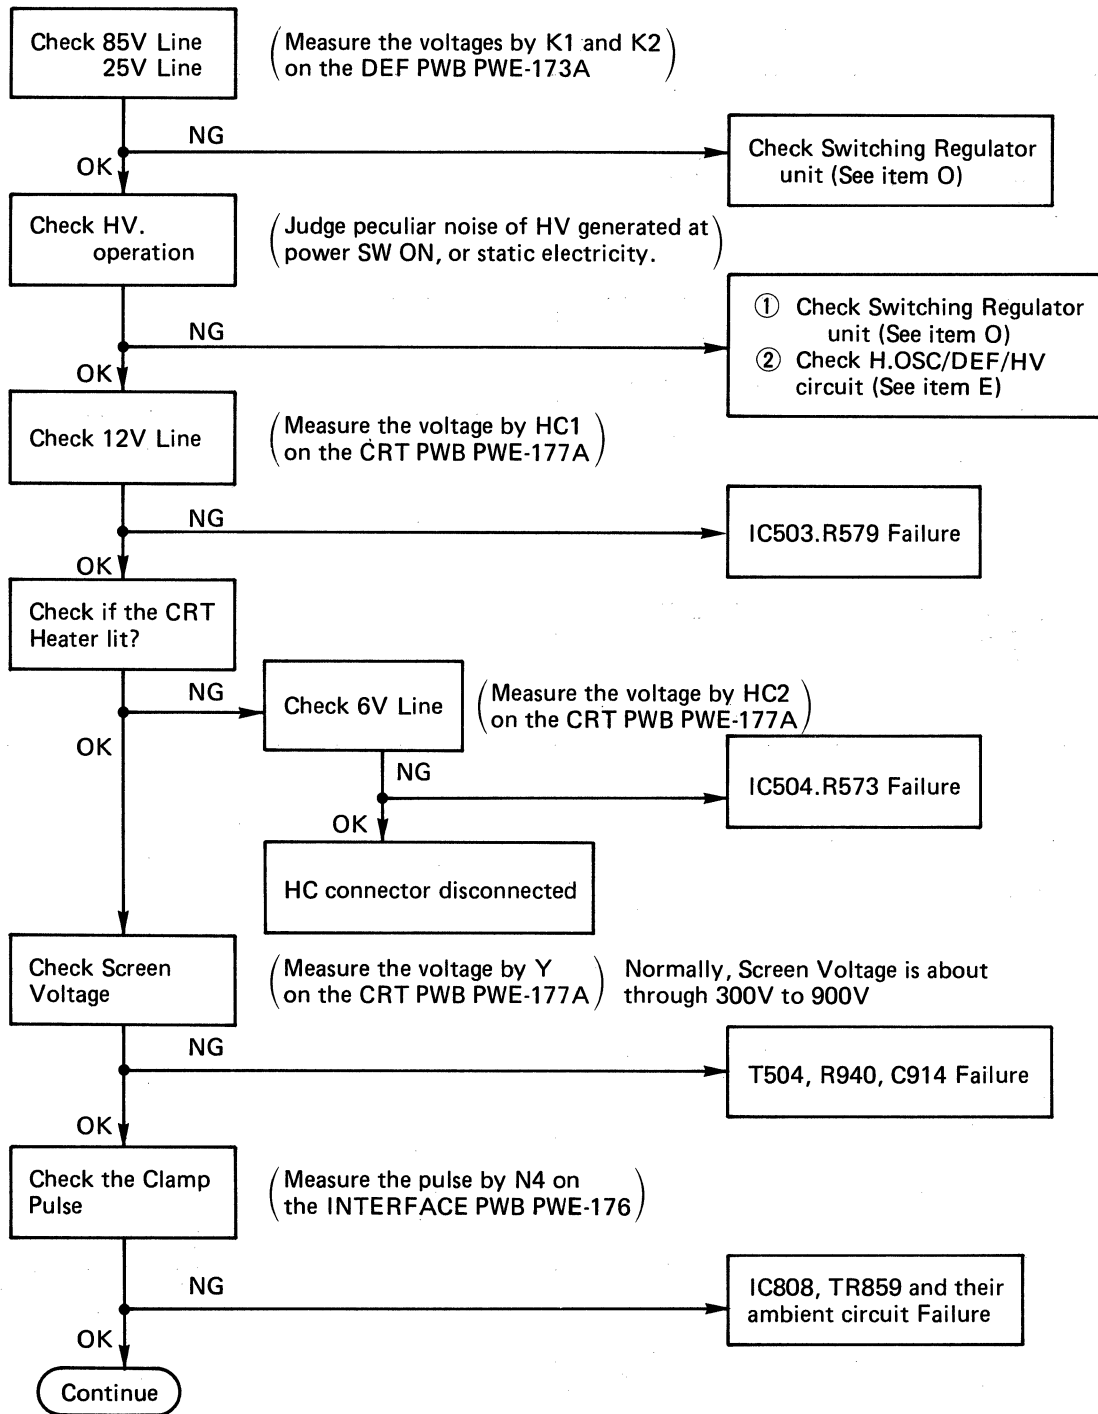 Check 85V Line
25V Line
(Measure the voltages by K1 and K2
on the DEF PWB PWE-173A)
NG
OK
Check Switching Regulator
unit (See item O)
Check HV.
operation
(Judge peculiar noise of HV generated at
power SW ON, or static electricity.)
NG
OK
① Check Switching Regulator
unit (See item O)
② Check H.OSC/DEF/HV
circuit (See item E)
Check 12V Line
(Measure the voltage by HC1
on the CRT PWB PWE-177A)
NG
OK
IC503.R579 Failure
Check if the CRT
Heater lit?
NG
OK
Check 6V Line
(Measure the voltage by HC2
on the CRT PWB PWE-177A)
NG
OK
IC504.R573 Failure
HC connector disconnected
Check Screen
Voltage
(Measure the voltage by Y
on the CRT PWB PWE-177A)
Normally, Screen Voltage is about
through 300V to 900V
NG
OK
T504, R940, C914 Failure
Check the Clamp
Pulse
(Measure the pulse by N4 on
the INTERFACE PWB PWE-176)
NG
OK
IC808, TR859 and their
ambient circuit Failure
Continue